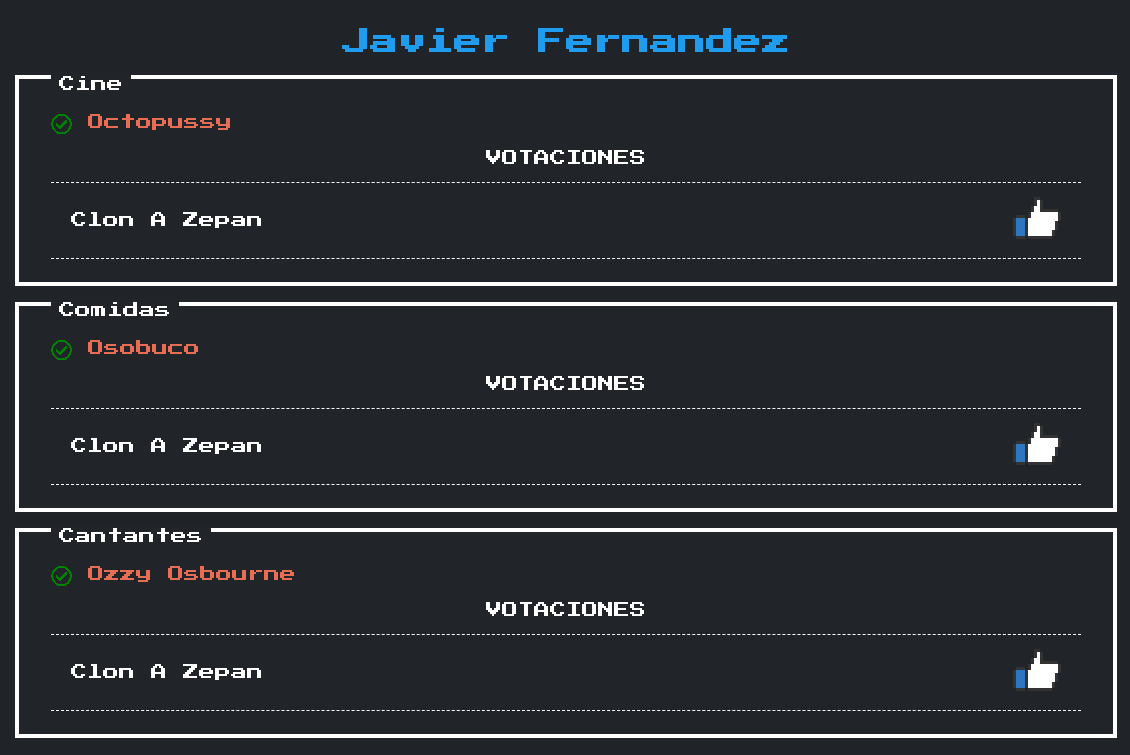 Javier Fernandez
Cine
Octopussy
VOTACIONES
Clon A Zepan
Comidas
Osobuco
VOTACIONES
Clon A Zepan
Cantantes
Ozzy Osbourne
VOTACIONES
Clon A Zepan